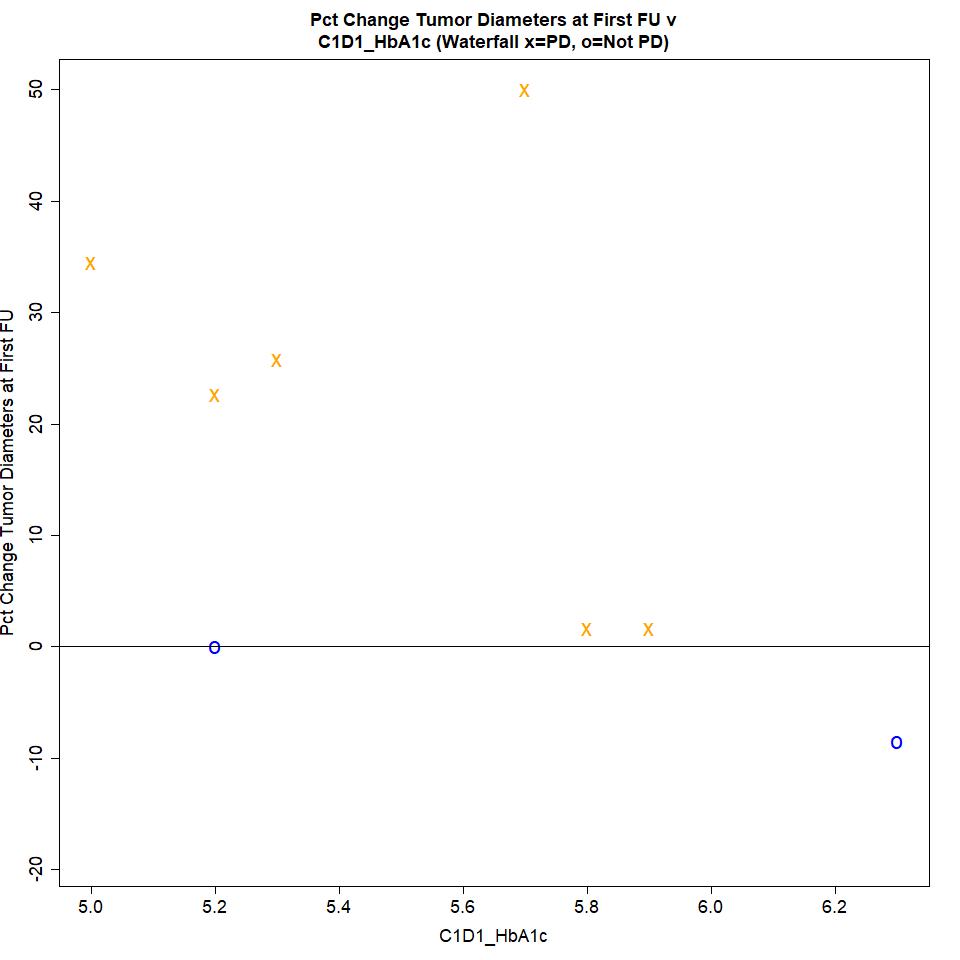 Pct Change Tumor Diameters at First FU v
C1D1_HbA1c (Waterfall x=PD, o=Not PD)
Pct Change Tumor Diameters at First FU
50
40
30
20
10
0
-10
-20
X
X
X
X
X
X
O
O
5.0
5.2
5.4
5.6
5.8
6.0
6.2
C1D1_HbA1c